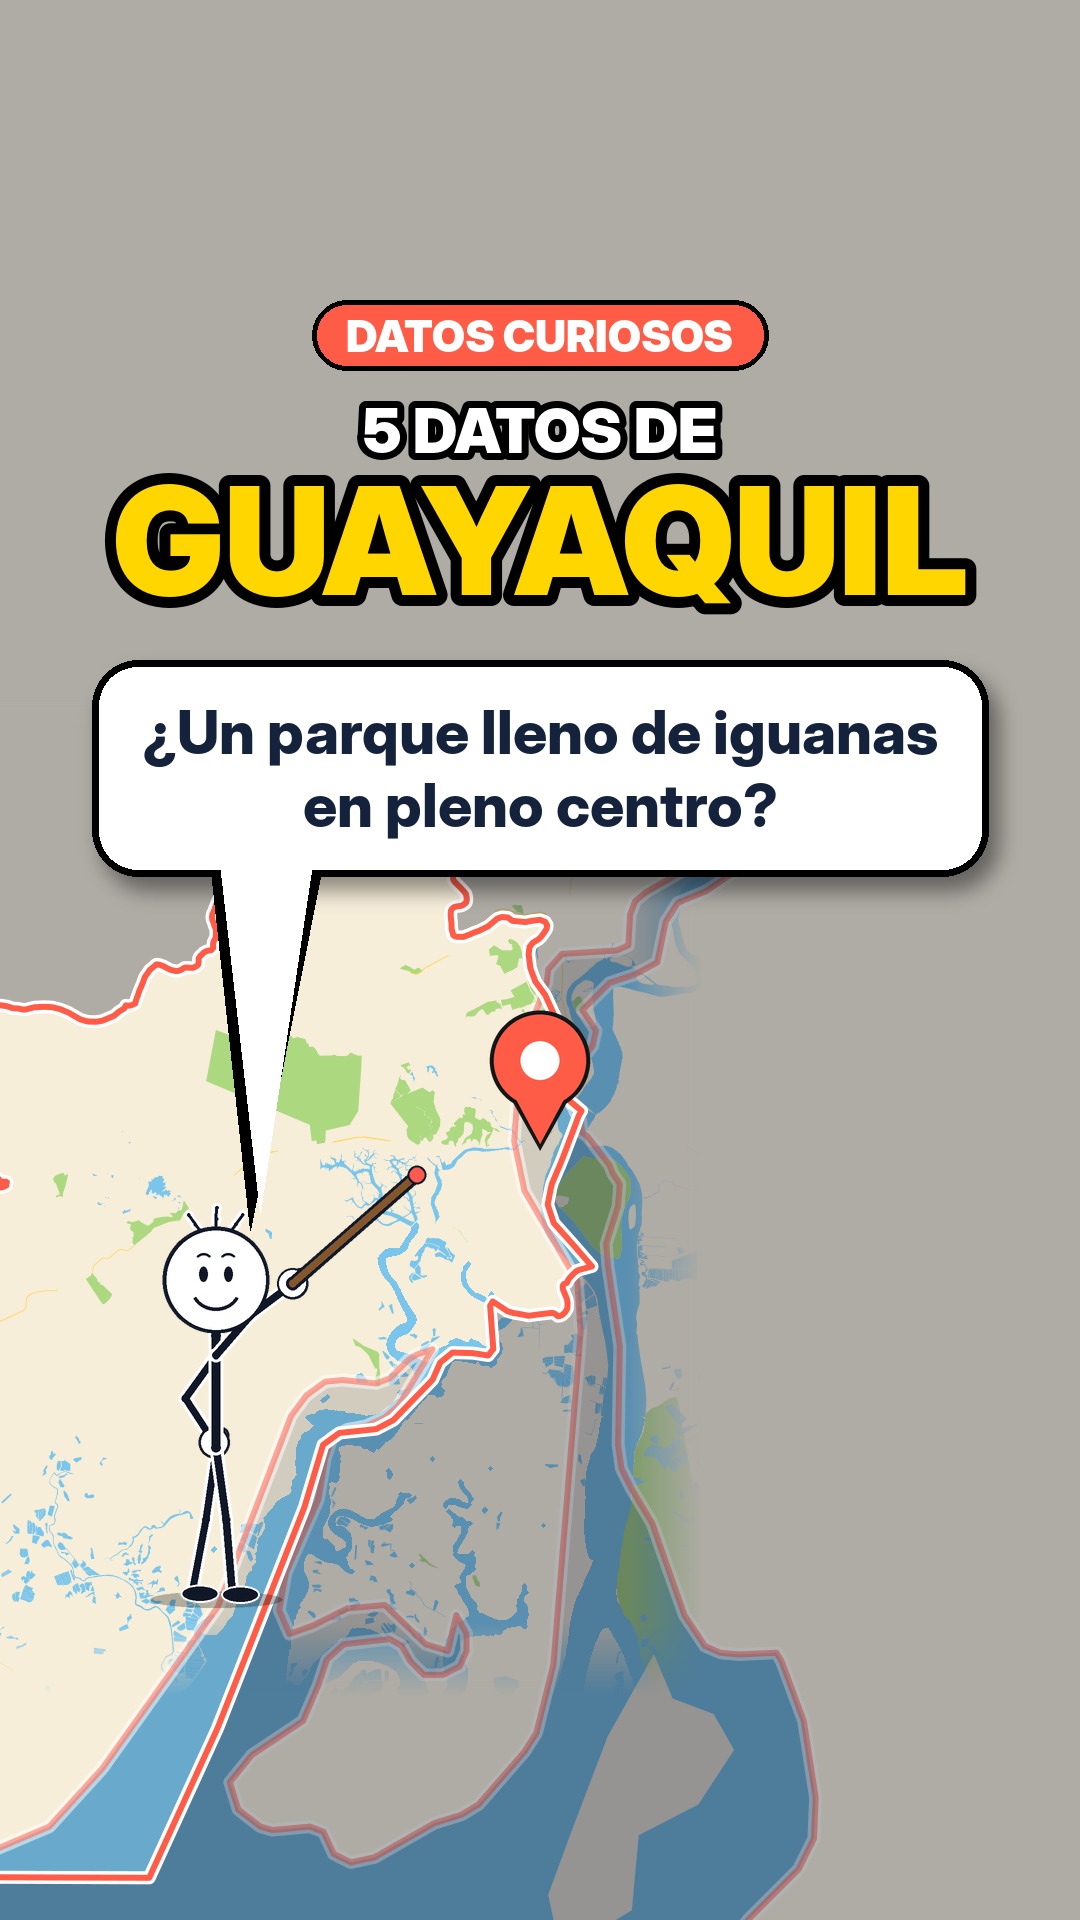 DATOS CURIOSOS
5 DATOS DE
GUAYAQUIL
¿Un parque lleno de iguanas
en pleno centro?